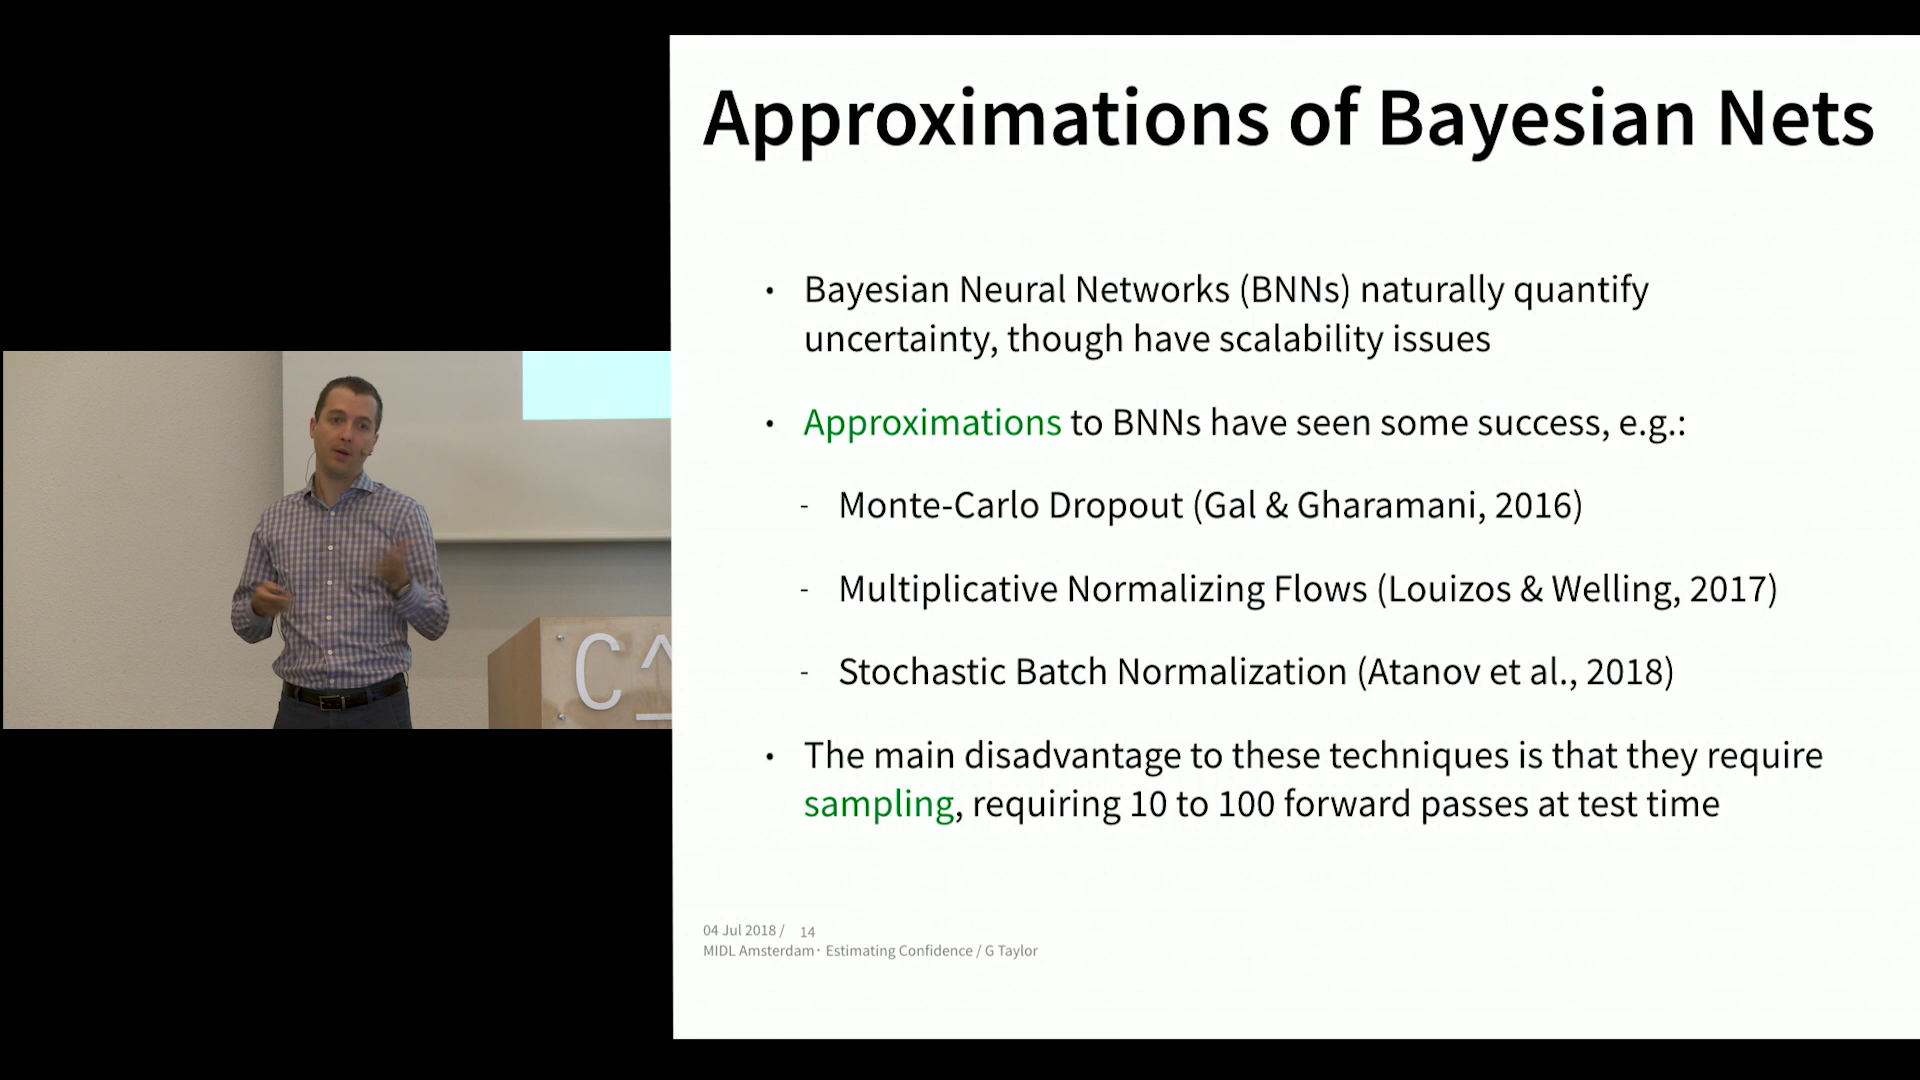 Approximations of Bayesian Nets
• Bayesian Neural Networks (BNNs) naturally quantify
uncertainty, though have scalability issues
• Approximations to BNNs have seen some success, e.g.:
- Monte-Carlo Dropout (Gal & Gharamani, 2016)
- Multiplicative Normalizing Flows (Louizos & Welling, 2017)
- Stochastic Batch Normalization (Atanov et al., 2018)
• The main disadvantage to these techniques is that they require
sampling, requiring 10 to 100 forward passes at test time
04 Jul 2018 / 14
MIDL Amsterdam · Estimating Confidence / G Taylor